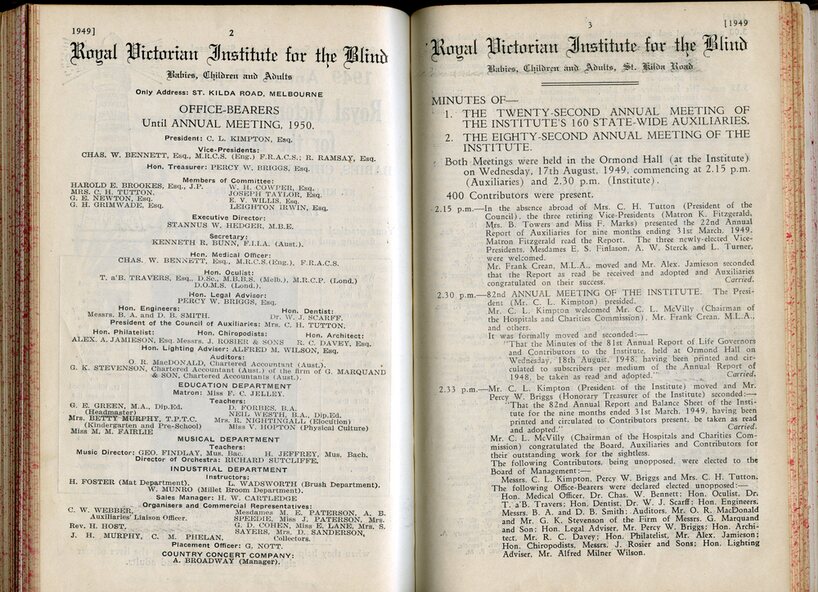 1949]
2
Royal Victorian Institute for the Blind
Babies, Children and Adults
Only Address: ST. KILDA ROAD, MELBOURNE
OFFICE-BEARERS
Until ANNUAL MEETING, 1950.
President: C. L. KIMPTON, Esq.
Vice-Presidents:
CHAS. W. BENNETT, Esq., M.R.C.S. (Eng.) F.R.A.C.S.; R. RAMSAY, Esq.
Hon. Treasurer: PERCY W. BRIGGS, Esq.
Members of Committee:
HAROLD E. BROOKES, Esq., J.P. W. H. COWPER, Esq.
MRS. C. H. TUTTON. JOSEPH TAYLOR, Esq.
G. E. NEWTON, Esq. E. V. WILLIS, Esq.
G. H. GRIMWADE, Esq. LEIGHTON IRWIN, Esq.
Executive Director:
STANNUS W. HEDGER, M.B.E.
Secretary:
KENNETH R. BUNN, F.I.I.A. (Aust.).
Hon. Medical Officer:
CHAS. W. BENNETT, Esq., M.R.C.S.(Eng.), F.R.A.C.S.
Hon. Oculist:
T. a'B. TRAVERS, Esq., D.Sc., M.B.B.S. (Melb.), M.R.C.P. (Lond.)
D.O.M.S. (Lond.).
Hon. Legal Adviser:
PERCY W. BRIGGS, Esq.
Hon. Engineers: Hon. Dentist:
Messrs. B. A. and D. B. SMITH. Dr. W. J. SCARFF.
President of the Council of Auxiliaries: Mrs. C. H. TUTTON.
Hon. Philatelist: Hon. Chiropodists: Hon. Architect:
ALEX. A. JAMIESON, Esq. Messrs. J. ROSIER & SONS R. C. DAVEY, Esq.
Hon. Lighting Adviser: ALFRED M. WILSON, Esq.
Auditors:
O. R. MacDONALD, Chartered Accountant (Aust.).
G. K. STEVENSON, Chartered Accountant (Aust.) of the firm of G. MARQUAND
& SON, Chartered Accountants (Aust.).
EDUCATION DEPARTMENT
Matron: Miss F. C. JELLEY.
Teachers:
G. E. GREEN, M.A., Dip.Ed. D. FORBES, B.A.
(Headmaster) NEIL WESTH, B.A., Dip.Ed.
Mrs. BETTY MURPHY, T.P.T.C. Mrs. R. NIGHTINGALL (Elocution)
(Kindergarten and Pre-School) Miss V. HOPTON (Physical Culture)
Miss M. M. FAIRLIE
MUSICAL DEPARTMENT
Teachers:
Music Director: GEO. FINDLAY, Mus. Bac. H. JEFFREY, Mus. Bach.
Director of Orchestra: RICHARD SUTCLIFFE.
INDUSTRIAL DEPARTMENT
Instructors:
H. FOSTER (Mat Department). L. WADSWORTH (Brush Department),
W. MUNRO (Millet Broom Department).
Sales Manager: H. W. CARTLEDGE
Organisers and Commercial Representatives:
C. W. WEBBER, Mesdames M. E. PATERSON, A. B.
Auxiliaries' Liaison Officer. SPEEDIE, Miss J. PATERSON, Mrs.
Rev. H. HOST. G. D. COHEN, Miss E. LANE, Mrs. S.
SAYERS, Mrs. D. SANDERSON,
J. H. MURPHY, C. M. PHELAN. Collectors.
Placement Officer: G. NOTT.
COUNTRY CONCERT COMPANY:
A. BROADWAY (Manager).
3
[1949
Royal Victorian Institute for the Blind
Babies, Children and Adults, St. Kilda Road
MINUTES OF—
1. THE TWENTY-SECOND ANNUAL MEETING OF
THE INSTITUTE'S 160 STATE-WIDE AUXILIARIES.
2. THE EIGHTY-SECOND ANNUAL MEETING OF THE
INSTITUTE.
Both Meetings were held in the Ormond Hall (at the Institute)
on Wednesday, 17th August, 1949, commencing at 2.15 p.m.
(Auxiliaries) and 2.30 p.m. (Institute).
400 Contributors were present.
2.15 p.m.—In the absence abroad of Mrs. C. H. Tutton (President of the
Council), the three retiring Vice-Presidents (Matron K. Fitzgerald,
Mrs. B. Towers and Miss F. Marks) presented the 22nd Annual
Report of Auxiliaries for nine months ending 31st March, 1949.
Matron Fitzgerald read the Report. The three newly-elected Vice-
Presidents, Mesdames E. S. Finlason, A. W. Sterck and L. Turner,
were welcomed.
Mr. Frank Crean, M.L.A., moved and Mr. Alex. Jamieson seconded
that the Report as read be received and adopted and Auxiliaries
congratulated on their success. Carried.
2.30 p.m.—82nd ANNUAL MEETING OF THE INSTITUTE. The Presi-
dent (Mr. C. L. Kimpton) presided.
Mr. C. L. Kimpton welcomed Mr. C. L. McVilly (Chairman of
the Hospitals and Charities Commission), Mr. Frank Crean, M.L.A.,
and others.
It was formally moved and seconded:—
"That the Minutes of the 81st Annual Report of Life Governors
and Contributors to the Institute, held at Ormond Hall on
Wednesday, 18th August, 1948, having been printed and cir-
culated to subscribers per medium of the Annual Report of
1948, be taken as read and adopted." Carried.
2.33 p.m.—Mr. C. L. Kimpton (President of the Institute) moved and Mr.
Percy W. Briggs (Honorary Treasurer of the Institute) seconded:—
"That the 82nd Annual Report and Balance Sheet of the Insti-
tute for the nine months ended 31st March, 1949, having been
printed and circulated to Contributors present, be taken as read
and adopted." Carried.
Mr. C. L. McVilly (Chairman of the Hospitals and Charities Com-
mission) congratulated the Board, Auxiliaries and Contributors for
their outstanding work for the sightless.
The following Contributors, being unopposed, were elected to the
Board of Management:—
Messrs. C. L. Kimpton, Percy W. Briggs and Mrs. C. H. Tutton.
The following Office-Bearers were declared elected unopposed:—
Hon. Medical Officer, Dr. Chas. W. Bennett; Hon. Oculist, Dr.
T. a'B. Travers; Hon. Dentist, Dr. W. J. Scarff; Hon. Engineers,
Messrs. B. A. and D. B. Smith; Auditors, Mr. O. R. MacDonald
and Mr. G. K. Stevenson of the Firm of Messrs. G. Marquand
and Son; Hon. Legal Adviser, Mr. Percy W. Briggs; Hon. Archi-
tect, Mr. R. C. Davey; Hon. Philatelist, Mr. Alex. Jamieson;
Hon. Chiropodists, Messrs. J. Rosier and Sons; Hon. Lighting
Adviser, Mr. Alfred Milner Wilson.